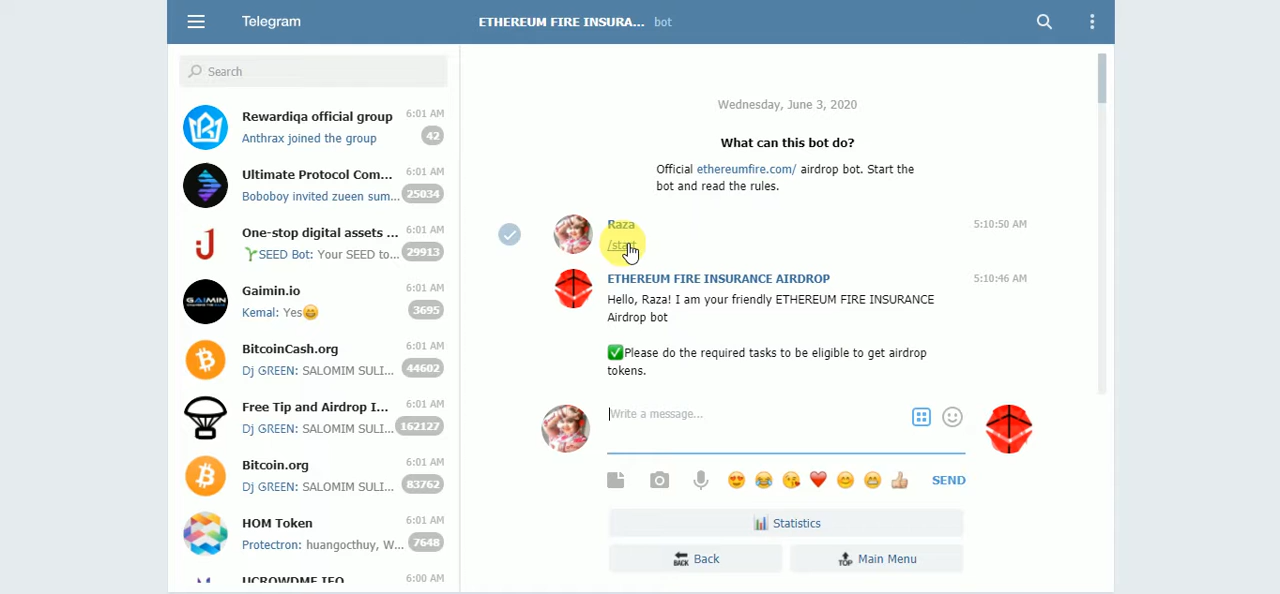 Telegram
ETHEREUM FIRE INSURA... bot
Search
Rewardiqa official group 6:01 AM
Anthrax joined the group 42
Ultimate Protocol Com... 6:01 AM
Boboboy invited zueen sum... 25034
One-stop digital assets ... 6:01 AM
🌱SEED Bot: Your SEED to... 29913
GAIMIN
Gaimin.io 6:01 AM
Kemal: Yes😄 3695
BitcoinCash.org 6:01 AM
Dj GREEN: SALOMIM SULI... 44602
Free Tip and Airdrop I... 6:01 AM
Dj GREEN: SALOMIM SULI... 162127
Bitcoin.org 6:01 AM
Dj GREEN: SALOMIM SULI... 83762
HOM Token 6:01 AM
Protectron: huangocthuy, W... 7648
UCROWDME IEO 6:00 AM
Wednesday, June 3, 2020
What can this bot do?
Official ethereumfire.com/ airdrop bot. Start the
bot and read the rules.
Raza 5:10:50 AM
/start
ETHEREUM FIRE INSURANCE AIRDROP 5:10:46 AM
Hello, Raza! I am your friendly ETHEREUM FIRE INSURANCE
Airdrop bot
✅Please do the required tasks to be eligible to get airdrop
tokens.
Write a message...
SEND
📊 Statistics
🔙 Back
🔝 Main Menu